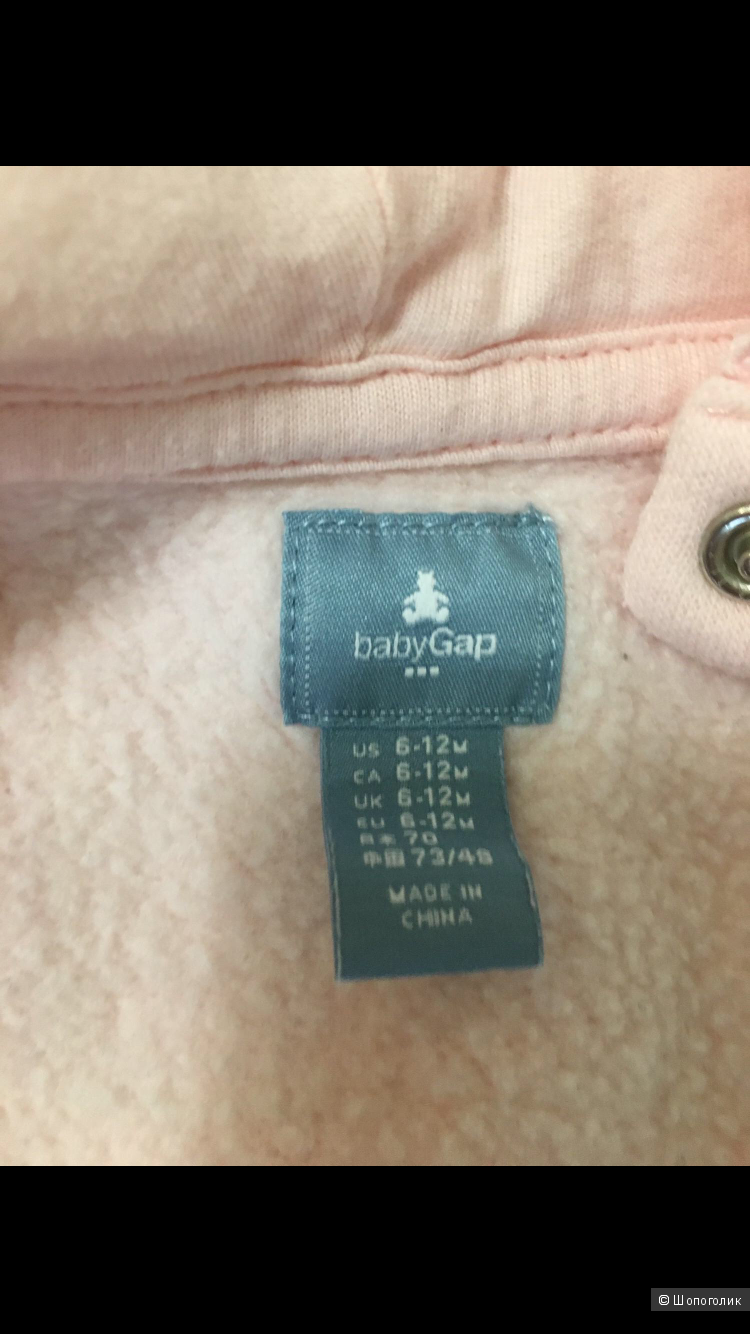 babyGap
US 6-12M
CA 6-12M
UK 6-12M
EU 6-12M
日本 70
中国 73/48
MADE IN
CHINA
© Шопоголик